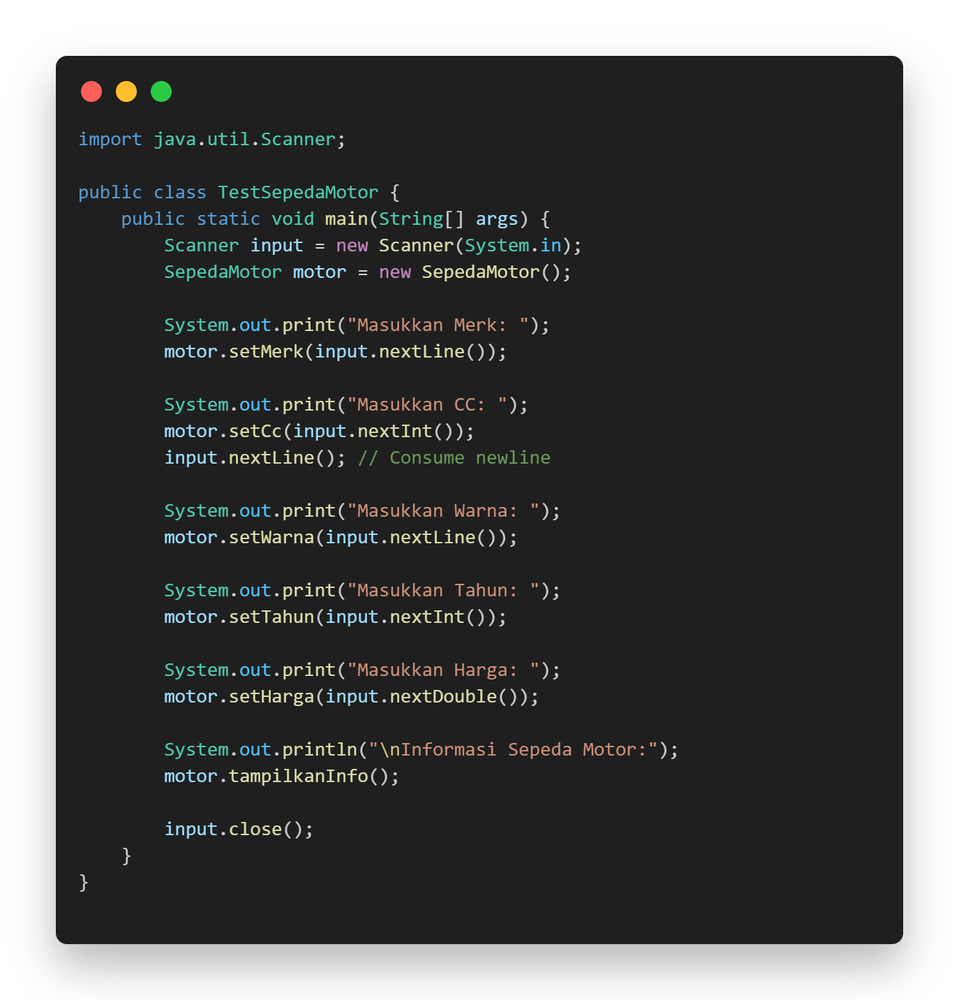 import java.util.Scanner;

public class TestSepedaMotor {
    public static void main(String[] args) {
        Scanner input = new Scanner(System.in);
        SepedaMotor motor = new SepedaMotor();

        System.out.print("Masukkan Merk: ");
        motor.setMerk(input.nextLine());

        System.out.print("Masukkan CC: ");
        motor.setCc(input.nextInt());
        input.nextLine(); // Consume newline

        System.out.print("Masukkan Warna: ");
        motor.setWarna(input.nextLine());

        System.out.print("Masukkan Tahun: ");
        motor.setTahun(input.nextInt());

        System.out.print("Masukkan Harga: ");
        motor.setHarga(input.nextDouble());

        System.out.println("\nInformasi Sepeda Motor:");
        motor.tampilkanInfo();

        input.close();
    }
}